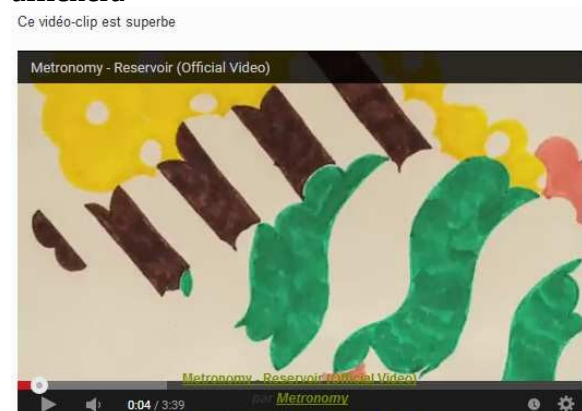 Ce vidéo-clip est superbe
Metronomy - Reservoir (Official Video)
Metronomy - Reservoir (Official Video)
par Metronomy
0:04 / 3:39